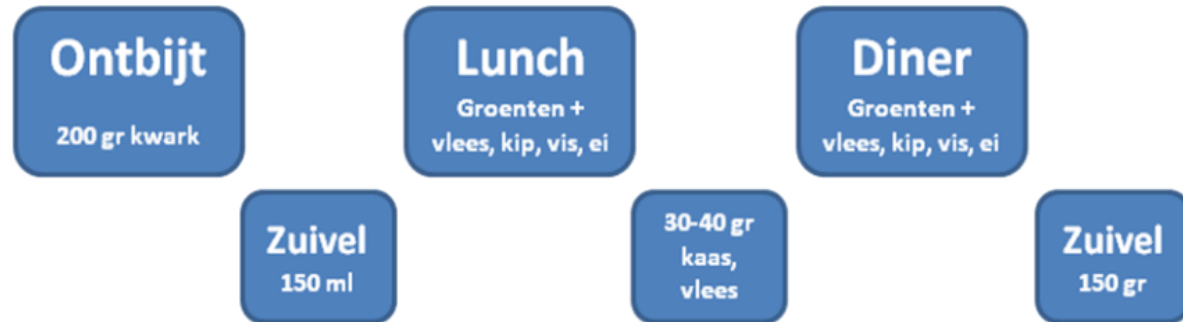 Ontbijt
200 gr kwark
Lunch
Groenten +
vlees, kip, vis, ei
Diner
Groenten +
vlees, kip, vis, ei
Zuivel
150 ml
30-40 gr
kaas,
vlees
Zuivel
150 gr